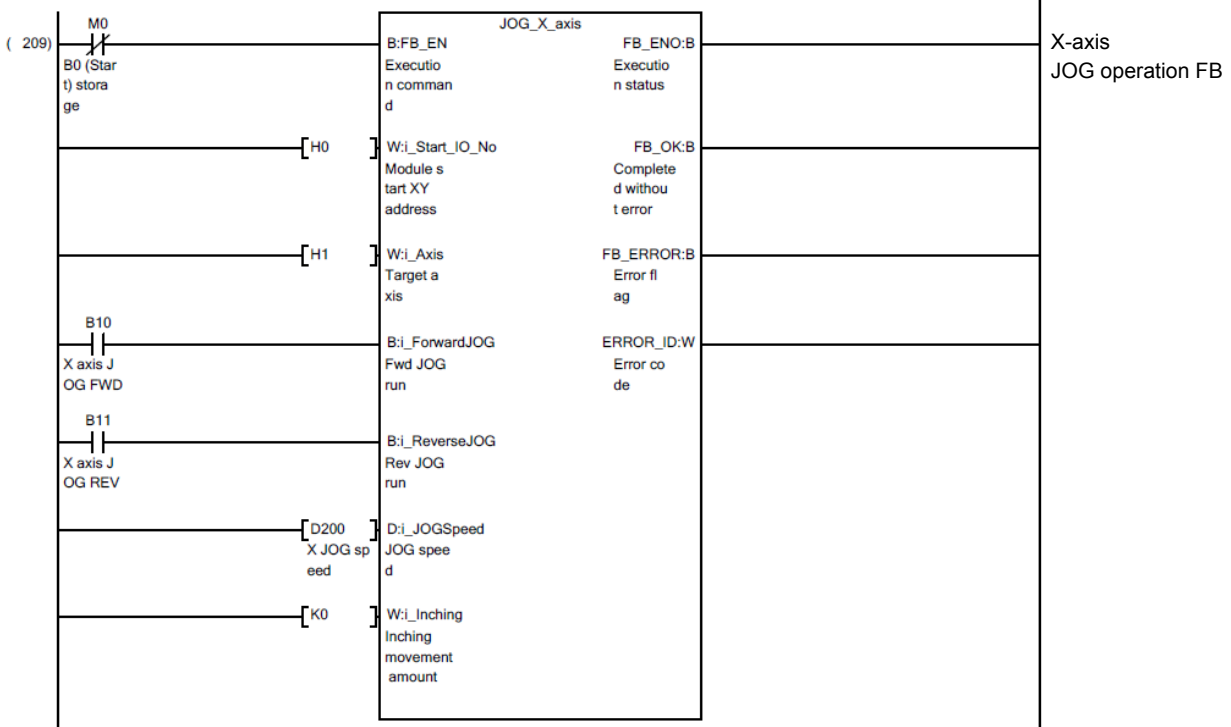 JOG_X_axis
M0
( 209)
B:FB_EN
FB_ENO:B
X-axis
JOG operation FB
B0 (Star
t) stora
ge
Executio
n comman
d
Executio
n status
H0
W:i_Start_IO_No
FB_OK:B
Module s
tart XY
address
Complete
d withou
t error
H1
W:i_Axis
FB_ERROR:B
Target a
xis
Error fl
ag
B10
B:i_ForwardJOG
ERROR_ID:W
X axis J
OG FWD
Fwd JOG
run
Error co
de
B11
B:i_ReverseJOG
X axis J
OG REV
Rev JOG
run
D200
D:i_JOGSpeed
X JOG sp
eed
JOG spee
d
K0
W:i_Inching
Inching
movement
amount